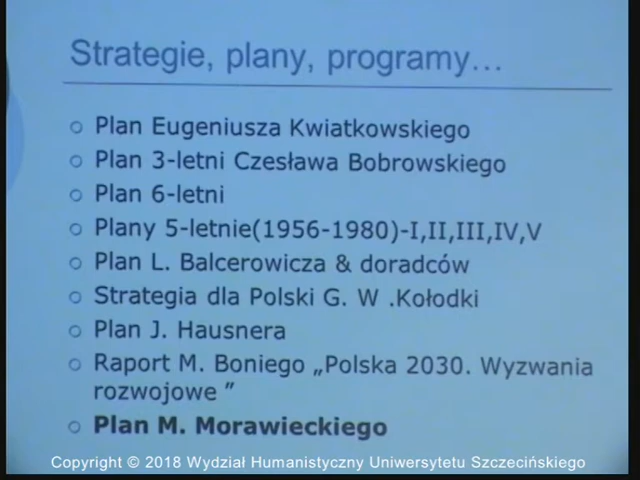 Strategie, plany, programy…
Plan Eugeniusza Kwiatkowskiego
Plan 3-letni Czesława Bobrowskiego
Plan 6-letni
Plany 5-letnie(1956-1980)-I,II,III,IV,V
Plan L. Balcerowicza & doradców
Strategia dla Polski G. W .Kołodki
Plan J. Hausnera
Raport M. Boniego „Polska 2030. Wyzwania
rozwojowe ”
Plan M. Morawieckiego
Copyright © 2018 Wydział Humanistyczny Uniwersytetu Szczecińskiego